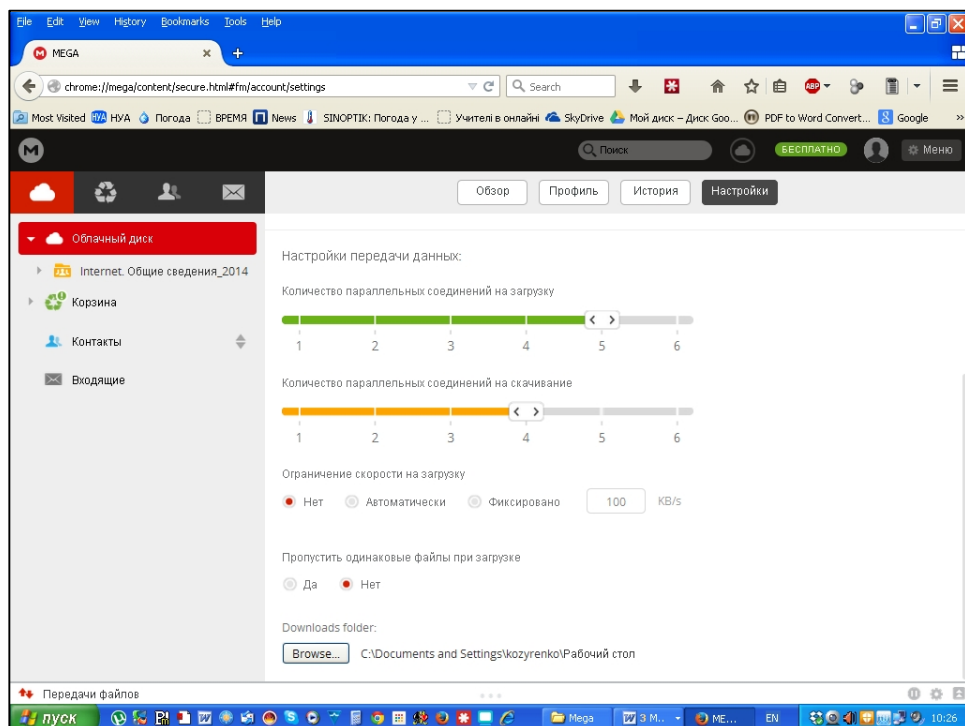 File Edit View History Bookmarks Tools Help
MEGA
chrome://mega/content/secure.html#fm/account/settings Search ABP
Most Visited НУА НУА Погода ВРЕМЯ News SINOPTIK: Погода у ... Учителі в онлайні SkyDrive Мой диск – Диск Goo... PDF to Word Convert... Google »
M Поиск БЕСПЛАТНО Меню
Обзор Профиль История Настройки
Облачный диск
Internet. Общие сведения_2014
Корзина
Контакты
Входящие
Настройки передачи данных:
Количество параллельных соединений на загрузку
1 2 3 4 5 6
Количество параллельных соединений на скачивание
1 2 3 4 5 6
Ограничение скорости на загрузку
Нет Автоматически Фиксировано 100 KB/s
Пропустить одинаковые файлы при загрузке
Да Нет
Downloads folder:
Browse... C:\Documents and Settings\kozyrenko\Рабочий стол
Передачи файлов
пуск Mega 3 M... ME... EN 10:26